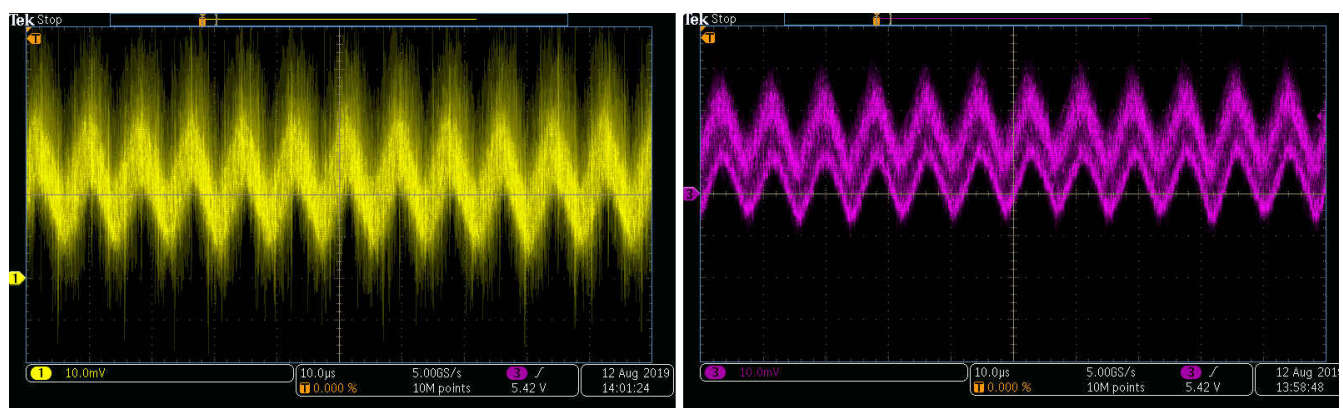 Tek Stop
T
T
1
1 10.0mV
10.0µs 5.00GS/s 3
T 0.000 % 10M points 5.42 V
12 Aug 2019
14:01:24
Tek Stop
T
T
3
3 10.0mV
10.0µs 5.00GS/s 3
T 0.000 % 10M points 5.42 V
12 Aug 201
13:58:48